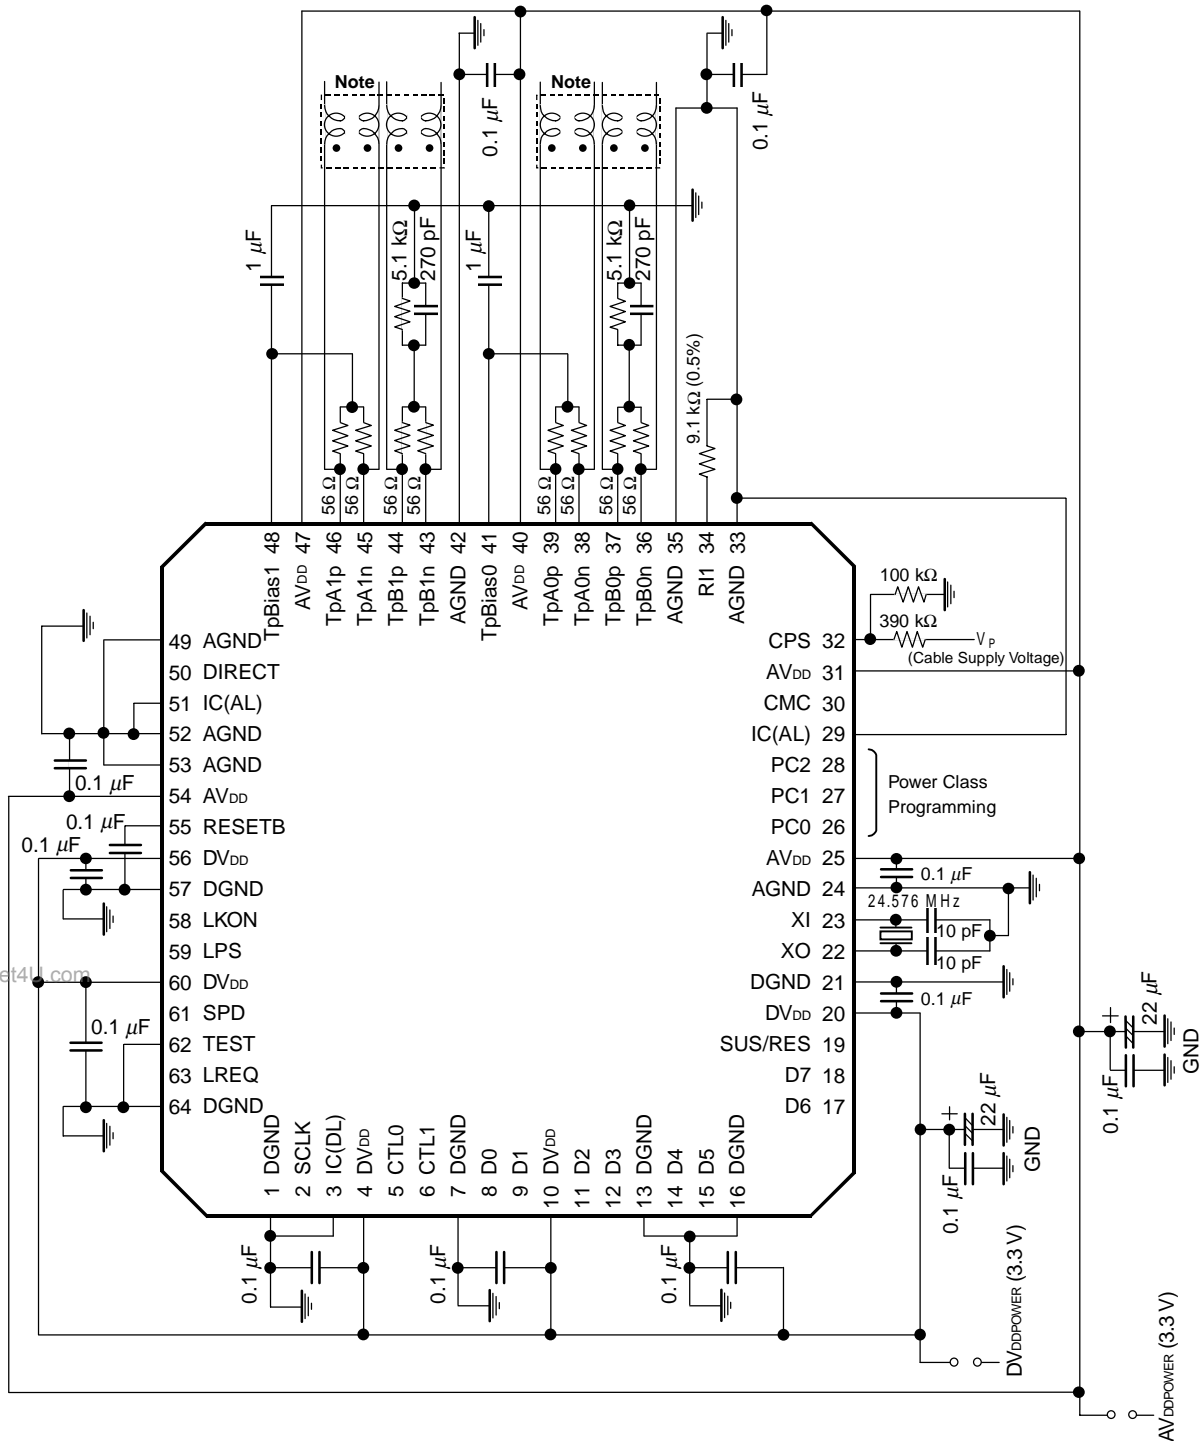 Note
Note
0.1 µF
0.1 µF
1 µF
5.1 kΩ
270 pF
1 µF
5.1 kΩ
270 pF
9.1 kΩ (0.5%)
56 Ω
56 Ω
56 Ω
56 Ω
56 Ω
56 Ω
56 Ω
56 Ω
TpBias1 48
AVDD 47
TpA1p 46
TpA1n 45
TpB1p 44
TpB1n 43
AGND 42
TpBias0 41
AVDD 40
TpA0p 39
TpA0n 38
TpB0p 37
TpB0n 36
AGND 35
RI1 34
AGND 33
49 AGND
50 DIRECT
51 IC(AL)
52 AGND
53 AGND
54 AVDD
55 RESETB
56 DVDD
57 DGND
58 LKON
59 LPS
60 DVDD
61 SPD
62 TEST
63 LREQ
64 DGND
0.1 µF
0.1 µF
0.1 µF
0.1 µF
et4U.com
CPS 32
AVDD 31
CMC 30
IC(AL) 29
PC2 28
PC1 27
PC0 26
AVDD 25
AGND 24
XI 23
XO 22
DGND 21
DVDD 20
SUS/RES 19
D7 18
D6 17
100 kΩ
390 kΩ
VP
(Cable Supply Voltage)
Power Class
Programming
0.1 µF
24.576 MHz
10 pF
10 pF
0.1 µF
1 DGND
2 SCLK
3 IC(DL)
4 DVDD
5 CTL0
6 CTL1
7 DGND
8 D0
9 D1
10 DVDD
11 D2
12 D3
13 DGND
14 D4
15 D5
16 DGND
0.1 µF
0.1 µF
0.1 µF
+
22 µF
0.1 µF
GND
+
22 µF
0.1 µF
GND
DVDDPOWER (3.3 V)
AVDDPOWER (3.3 V)